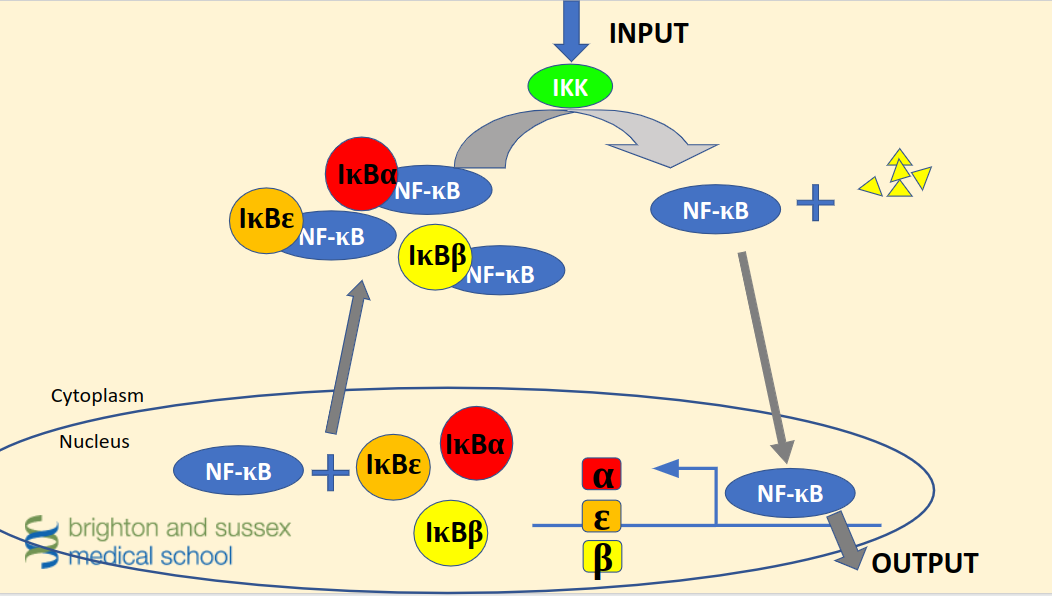 INPUT
IKK
IκBα
NF-κB
IκBε
NF-κB
IκBβ
NF-κB
NF-κB
Cytoplasm
Nucleus
NF-κB
IκBε
IκBα
IκBβ
α
ε
β
NF-κB
OUTPUT
brighton and sussex
medical school